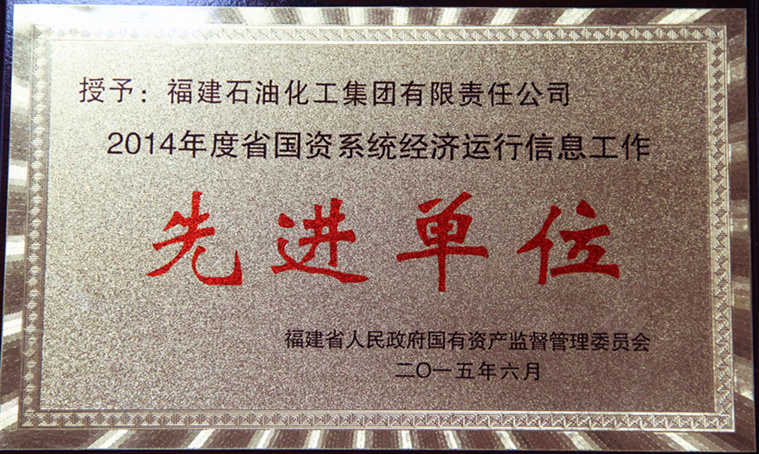 授予：福建石油化工集团有限责任公司
2014年度省国资系统经济运行信息工作
先进单位
福建省人民政府国有资产监督管理委员会
二〇一五年六月